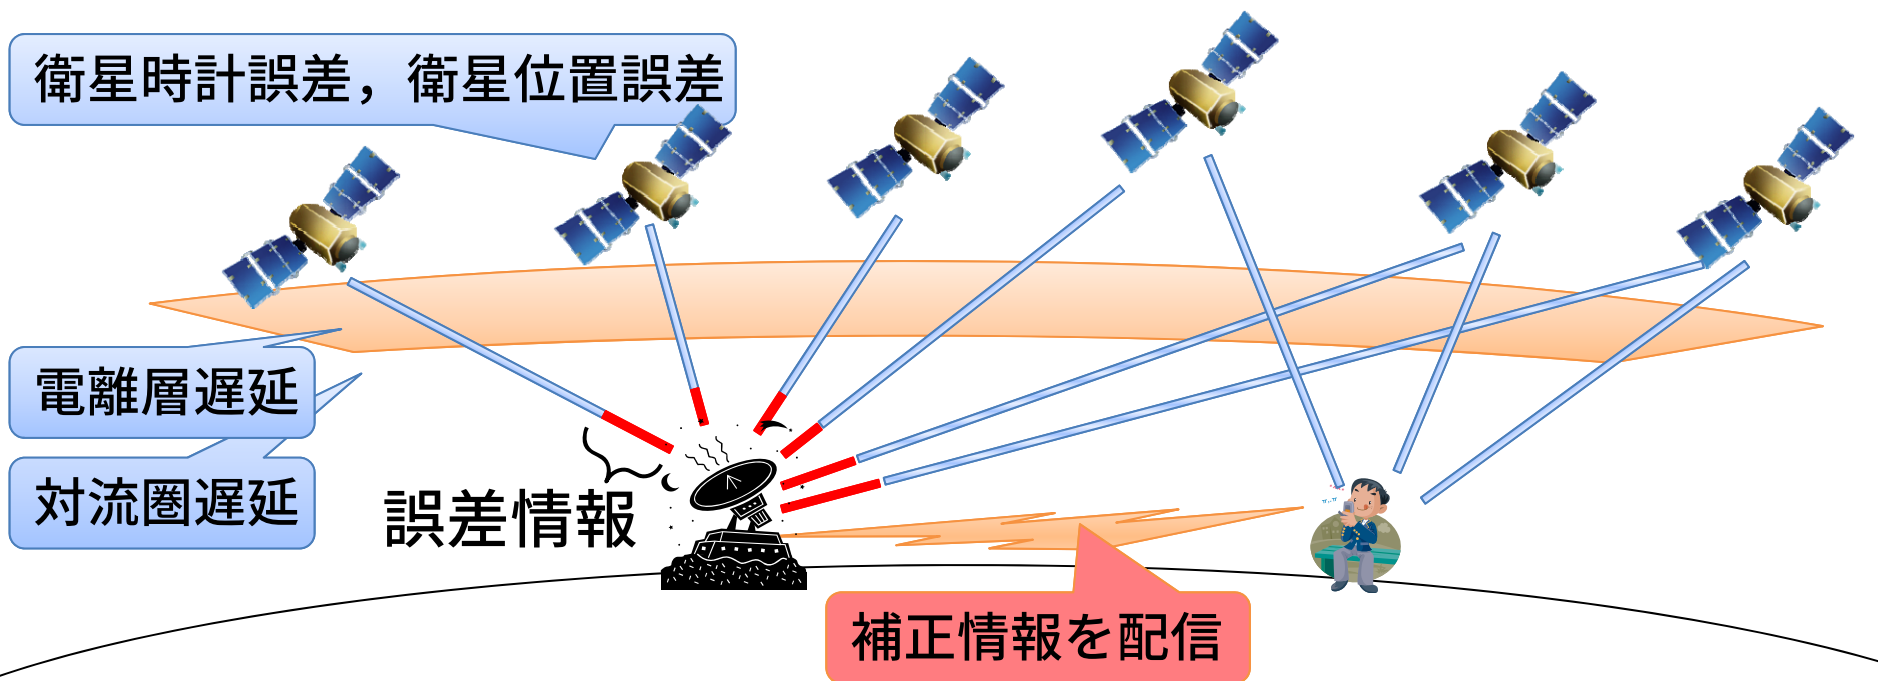 衛星時計誤差，衛星位置誤差
電離層遅延
対流圏遅延
誤差情報
補正情報を配信